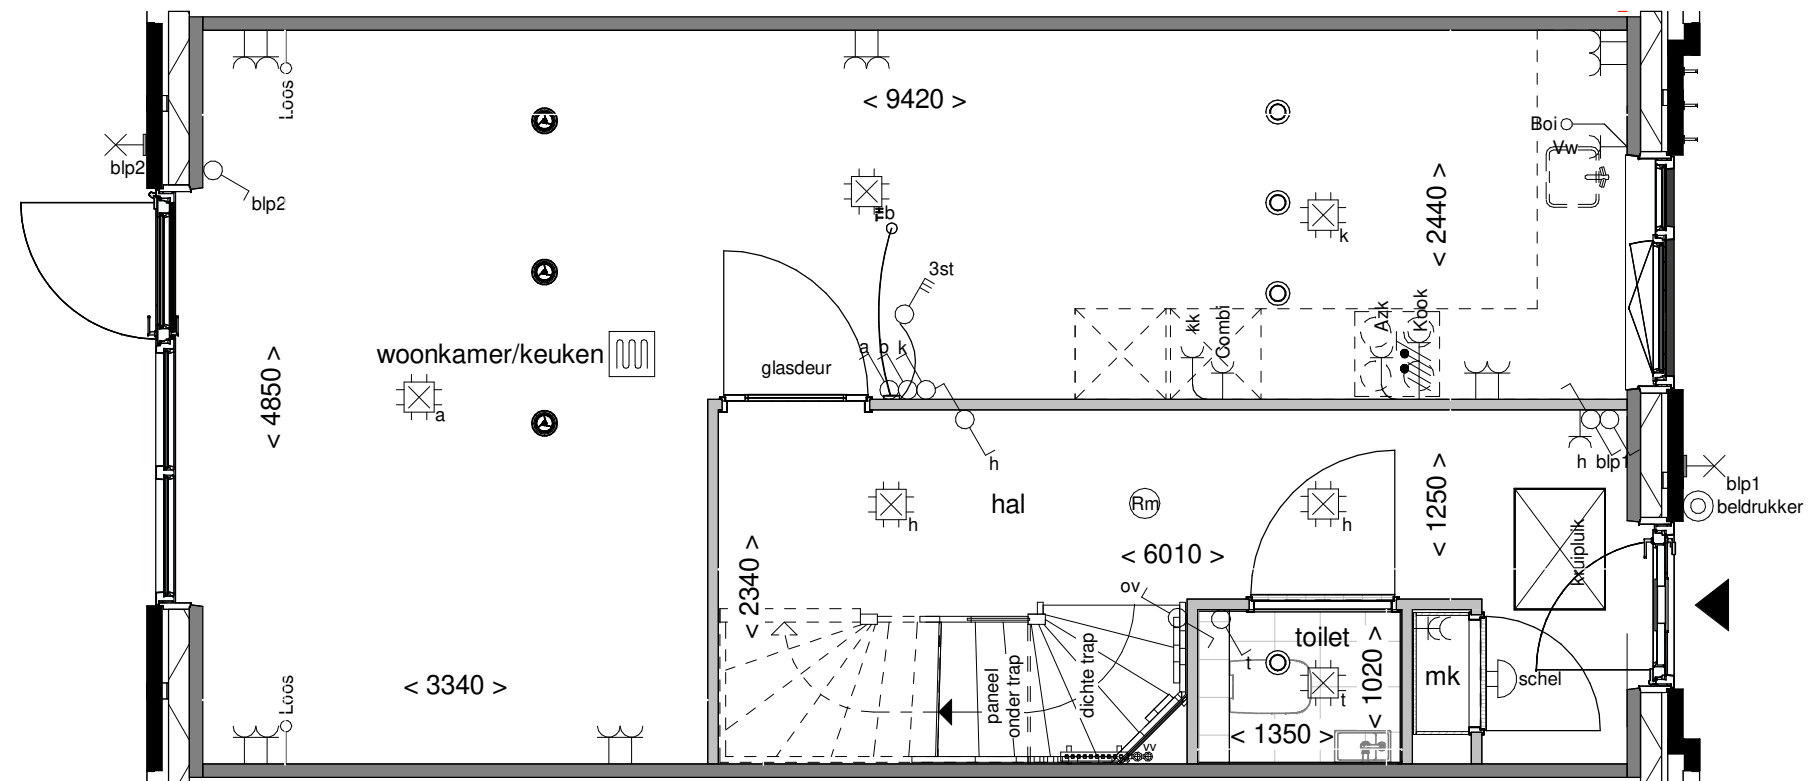 Loos
< 9420 >
Boi
Vw
blp2
blp2
b
k
< 2440 >
3st
Azk
Kook
kk
Combi
a b k
woonkamer/keuken
glasdeur
a
< 4850 >
h
h blp1
blp1
beldrukker
hal
Rm
h
h
< 1250 >
kruipluik
< 6010 >
< 2340 >
ov
toilet
t
t
< 1020 >
mk
schel
paneel
onder trap
dichte trap
< 3340 >
Loos
< 1350 >
vv